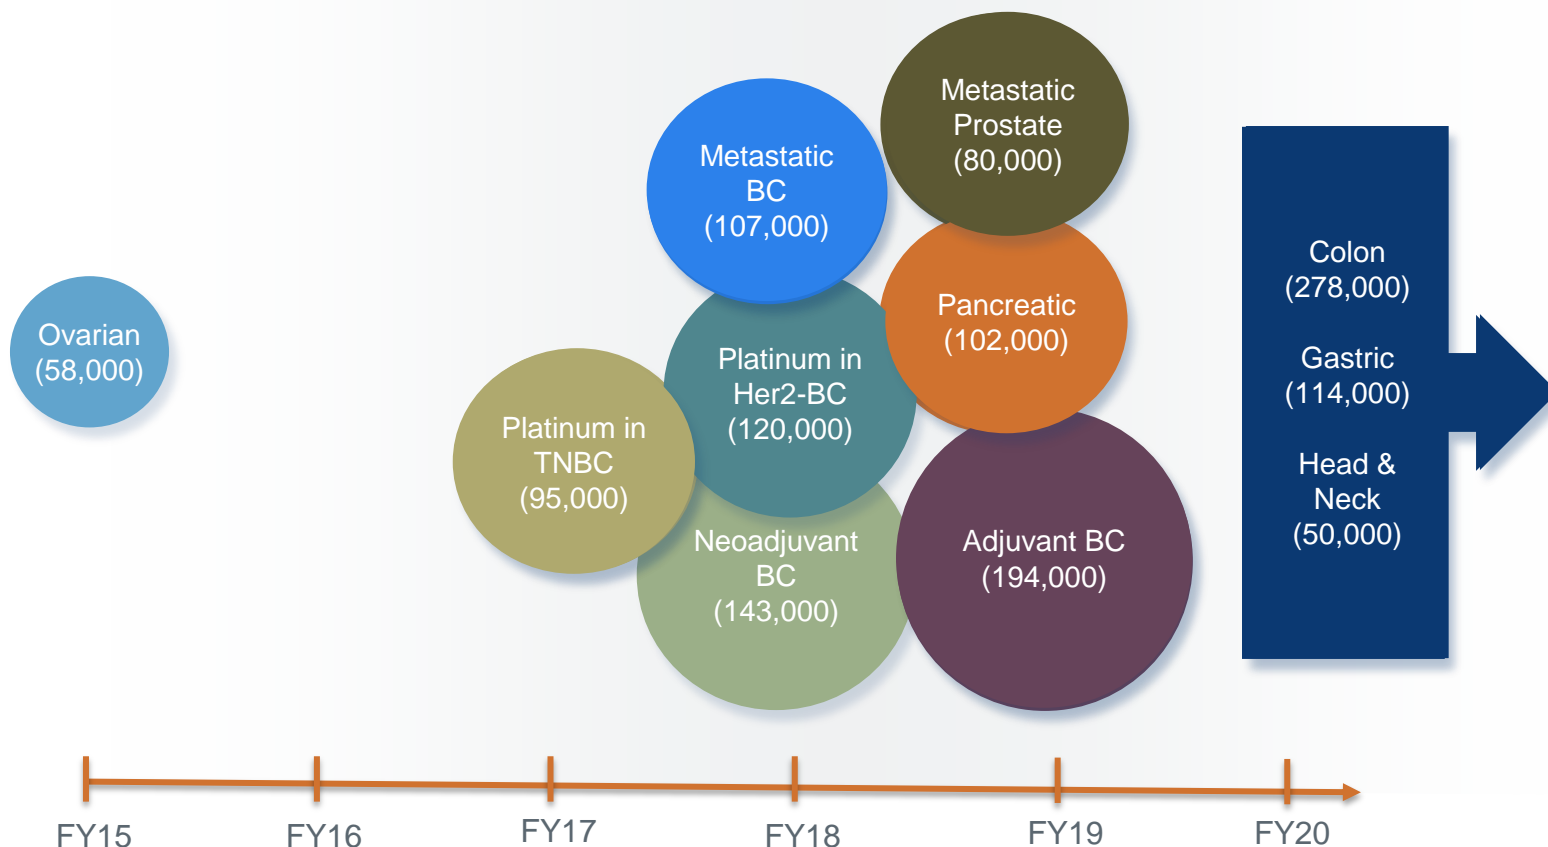 Ovarian
(58,000)
Platinum in
TNBC
(95,000)
Metastatic
BC
(107,000)
Platinum in
Her2-BC
(120,000)
Neoadjuvant
BC
(143,000)
Metastatic
Prostate
(80,000)
Pancreatic
(102,000)
Adjuvant BC
(194,000)
Colon
(278,000)
Gastric
(114,000)
Head &
Neck
(50,000)
FY15
FY16
FY17
FY18
FY19
FY20